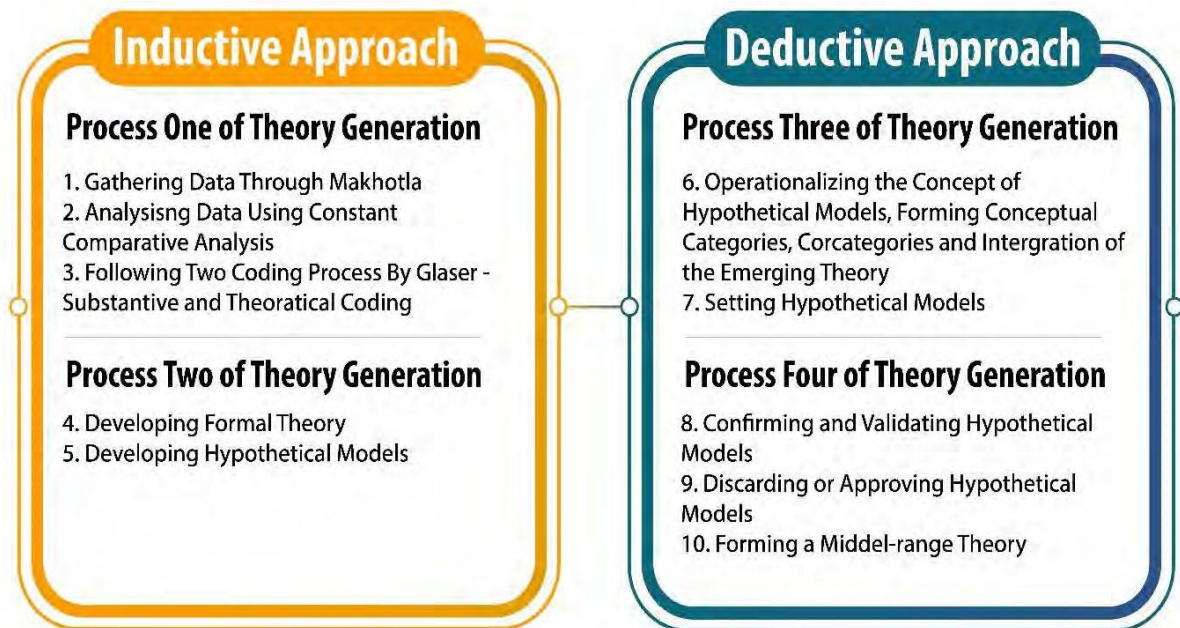 Inductive Approach
Process One of Theory Generation
1. Gathering Data Through Makhotla
2. Analysisng Data Using Constant
Comparative Analysis
3. Following Two Coding Process By Glaser -
Substantive and Theoratical Coding
Process Two of Theory Generation
4. Developing Formal Theory
5. Developing Hypothetical Models
Deductive Approach
Process Three of Theory Generation
6. Operationalizing the Concept of
Hypothetical Models, Forming Conceptual
Categories, Corcategories and Intergration of
the Emerging Theory
7. Setting Hypothetical Models
Process Four of Theory Generation
8. Confirming and Validating Hypothetical
Models
9. Discarding or Approving Hypothetical
Models
10. Forming a Middel-range Theory